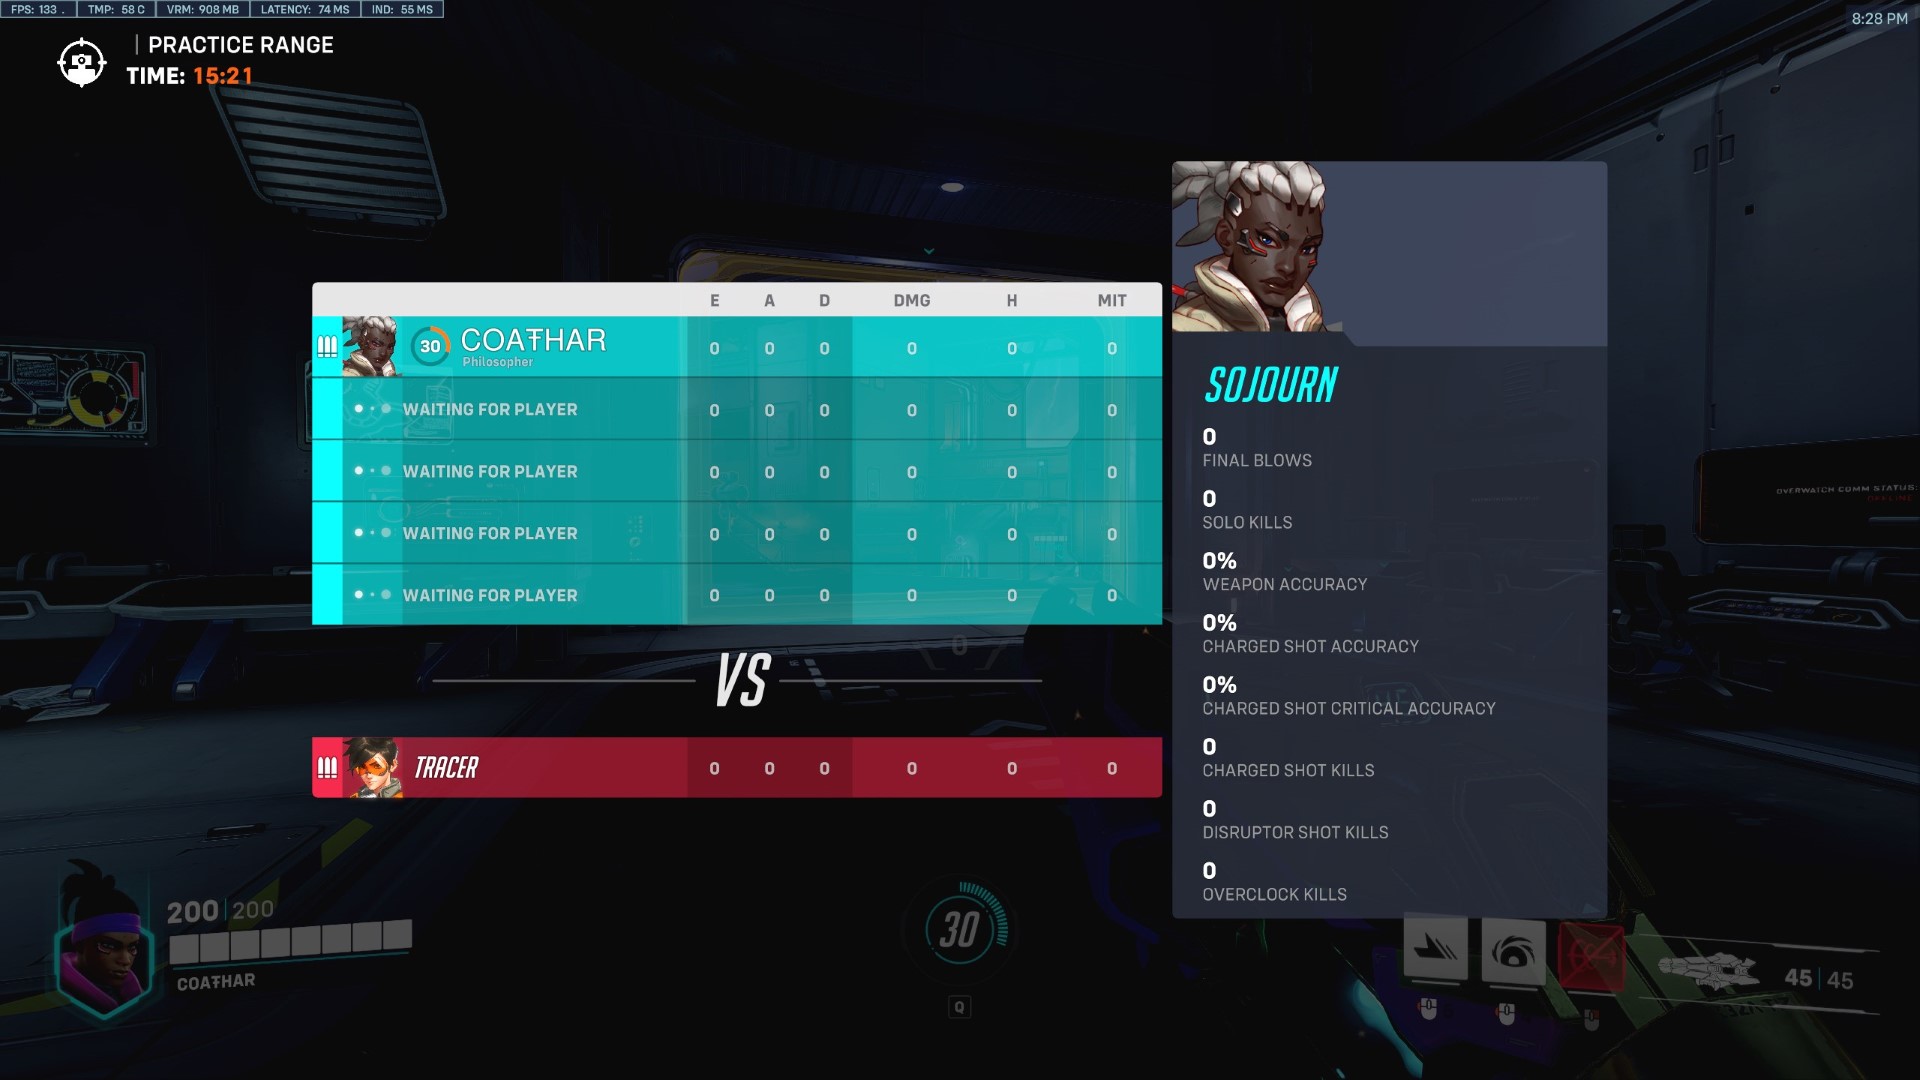 FPS: 133 . TMP: 58 C VRM: 908 MB LATENCY: 74 MS IND: 55 MS
8:28 PM
| PRACTICE RANGE
TIME: 15:21
E A D DMG H MIT
30 COAŦHAR 0 0 0 0 0 0
Philosopher
WAITING FOR PLAYER 0 0 0 0 0 0
WAITING FOR PLAYER 0 0 0 0 0 0
WAITING FOR PLAYER 0 0 0 0 0 0
WAITING FOR PLAYER 0 0 0 0 0 0
0
VS
TRACER 0 0 0 0 0 0
SOJOURN
0
FINAL BLOWS
0
SOLO KILLS
0%
WEAPON ACCURACY
0%
CHARGED SHOT ACCURACY
0%
CHARGED SHOT CRITICAL ACCURACY
0
CHARGED SHOT KILLS
0
DISRUPTOR SHOT KILLS
0
OVERCLOCK KILLS
OVERWATCH COMM STATUS:
OFFLINE
200 | 200
COAŦHAR
30
Q
45 | 45